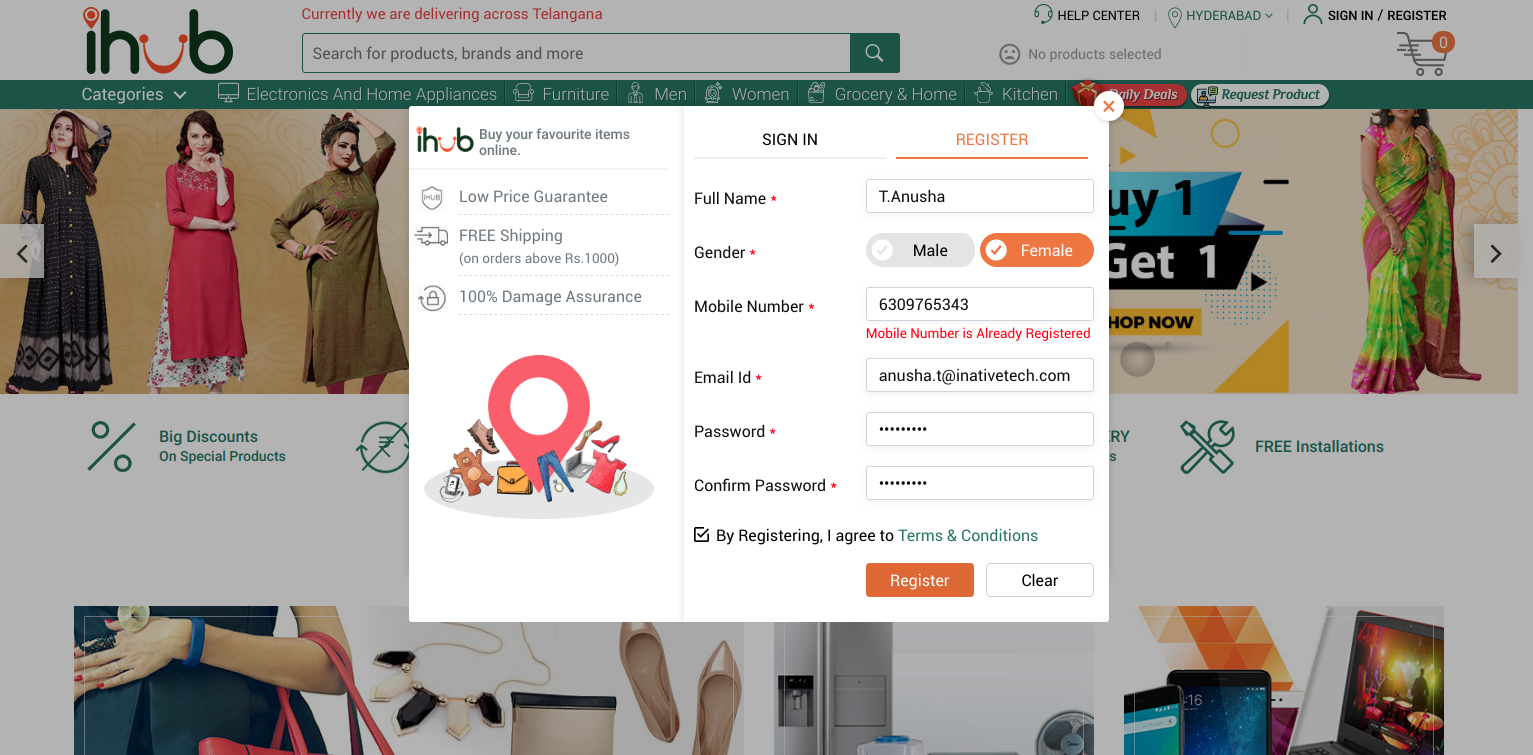 Currently we are delivering across Telangana
HELP CENTER
HYDERABAD
SIGN IN / REGISTER
ihub
Search for products, brands and more
No products selected
0
Categories
Electronics And Home Appliances
Furniture
Men
Women
Grocery & Home
Kitchen
Daily Deals
Request Product
ihub
Buy your favourite items
online.
IHUB
Low Price Guarantee
FREE Shipping
(on orders above Rs.1000)
100% Damage Assurance
SIGN IN
REGISTER
Full Name *
T.Anusha
Gender *
Male
Female
Mobile Number *
6309765343
Mobile Number is Already Registered
Email Id *
anusha.t@inativetech.com
Password *
•••••••••
Confirm Password *
•••••••••
By Registering, I agree to Terms & Conditions
Register
Clear
uy 1
Get 1
HOP NOW
Big Discounts
On Special Products
RY
s
FREE Installations
:16